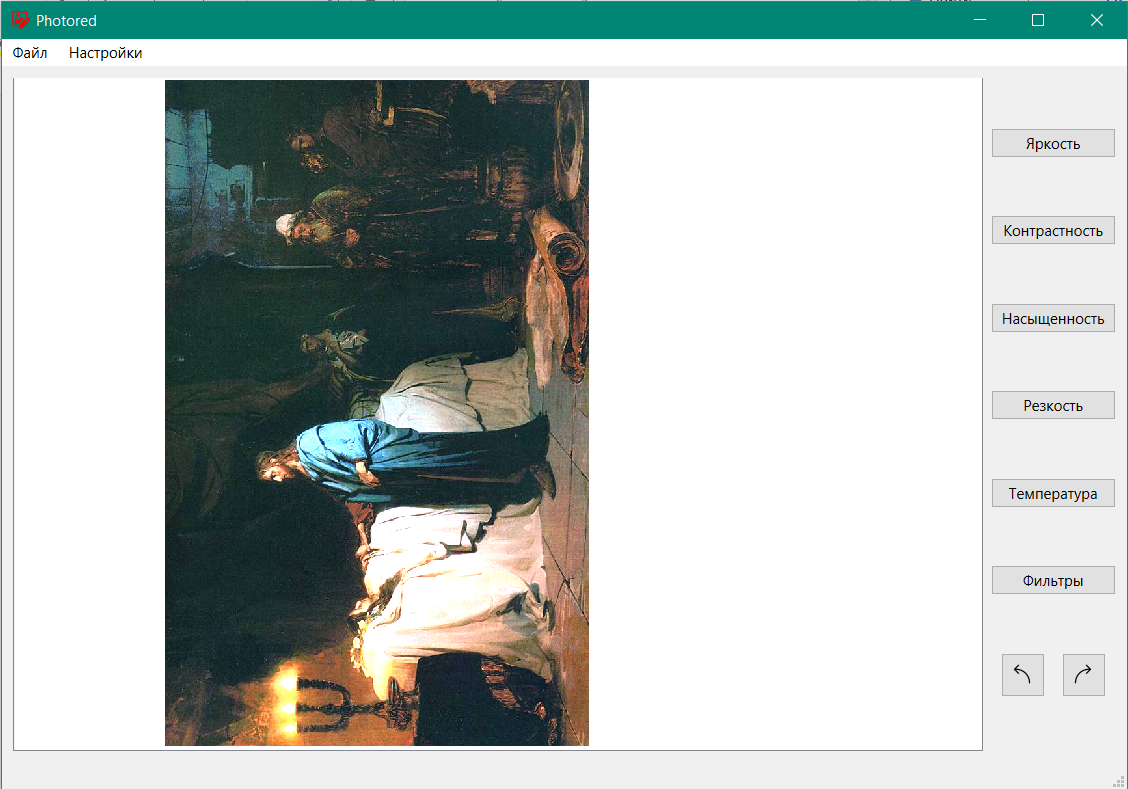 Photored
Файл Настройки
Яркость
Контрастность
Насыщенность
Резкость
Температура
Фильтры